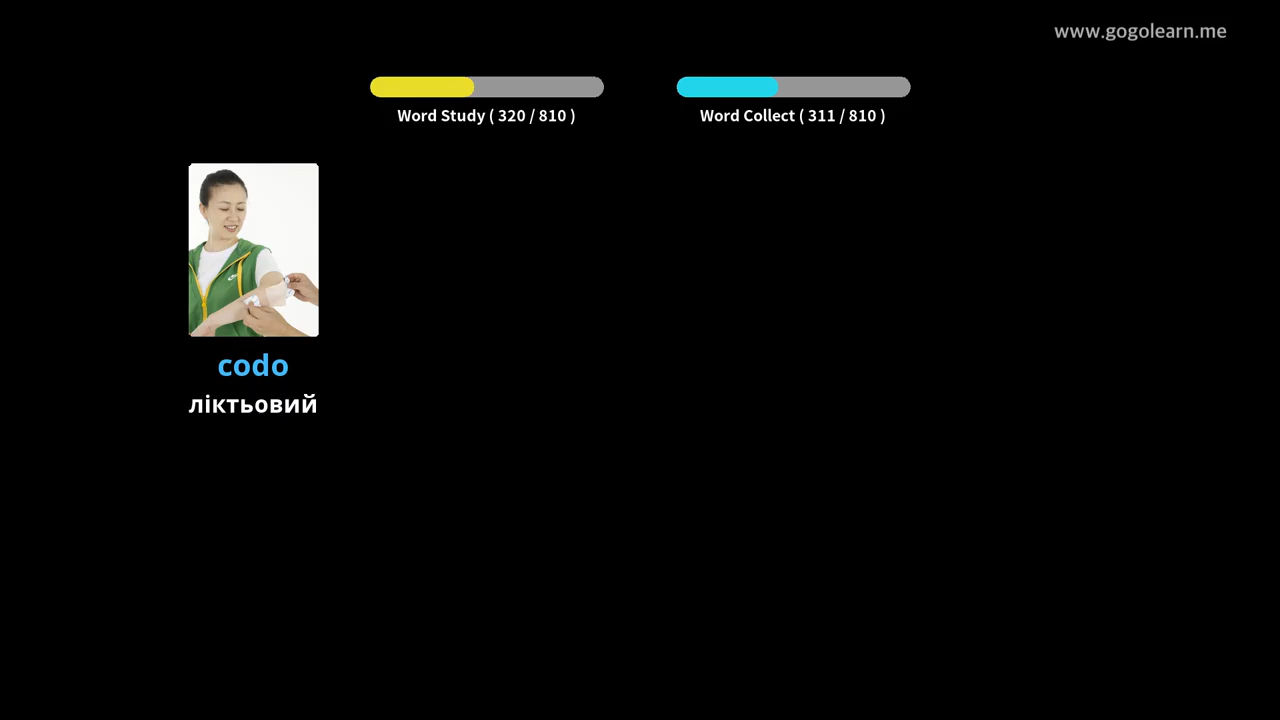 www.gogolearn.me
Word Study ( 320 / 810 )
Word Collect ( 311 / 810 )
codo
ліктьовий